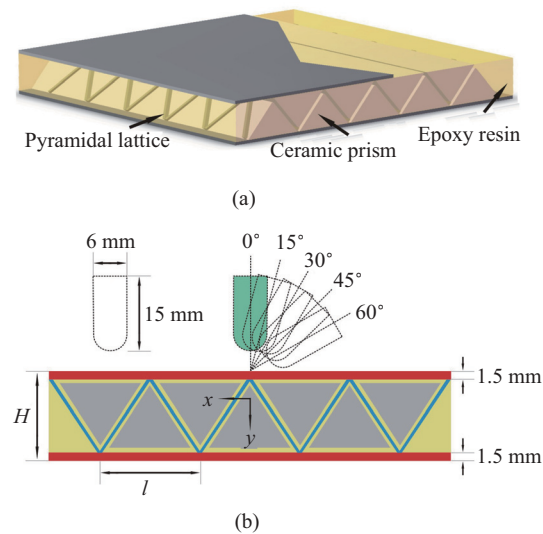 Pyramidal lattice
Ceramic prism
Epoxy resin
(a)
6 mm
15 mm
0°
15°
30°
45°
60°
1.5 mm
H
x
y
l
1.5 mm
(b)